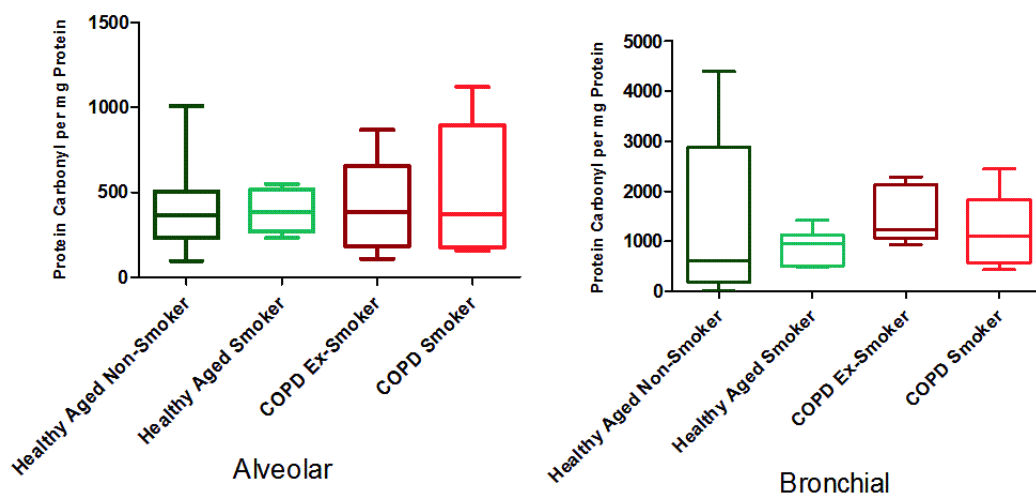 Protein Carbonyl per mg Protein
1500
1000
500
0
Healthy Aged Non-Smoker
Healthy Aged Smoker
COPD Ex-Smoker
COPD Smoker
Alveolar
Protein Carbonyl per mg Protein
5000
4000
3000
2000
1000
0
Healthy Aged Non-Smoker
Healthy Aged Smoker
COPD Ex-Smoker
COPD Smoker
Bronchial